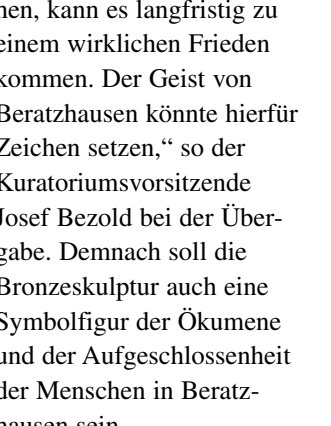 nen, kann es langfristig zu
einem wirklichen Frieden
kommen. Der Geist von
Beratzhausen könnte hierfür
Zeichen setzen,“ so der
Kuratoriumsvorsitzende
Josef Bezold bei der Über-
gabe. Demnach soll die
Bronzeskulptur auch eine
Symbolfigur der Ökumene
und der Aufgeschlossenheit
der Menschen in Beratz-
hausen sein